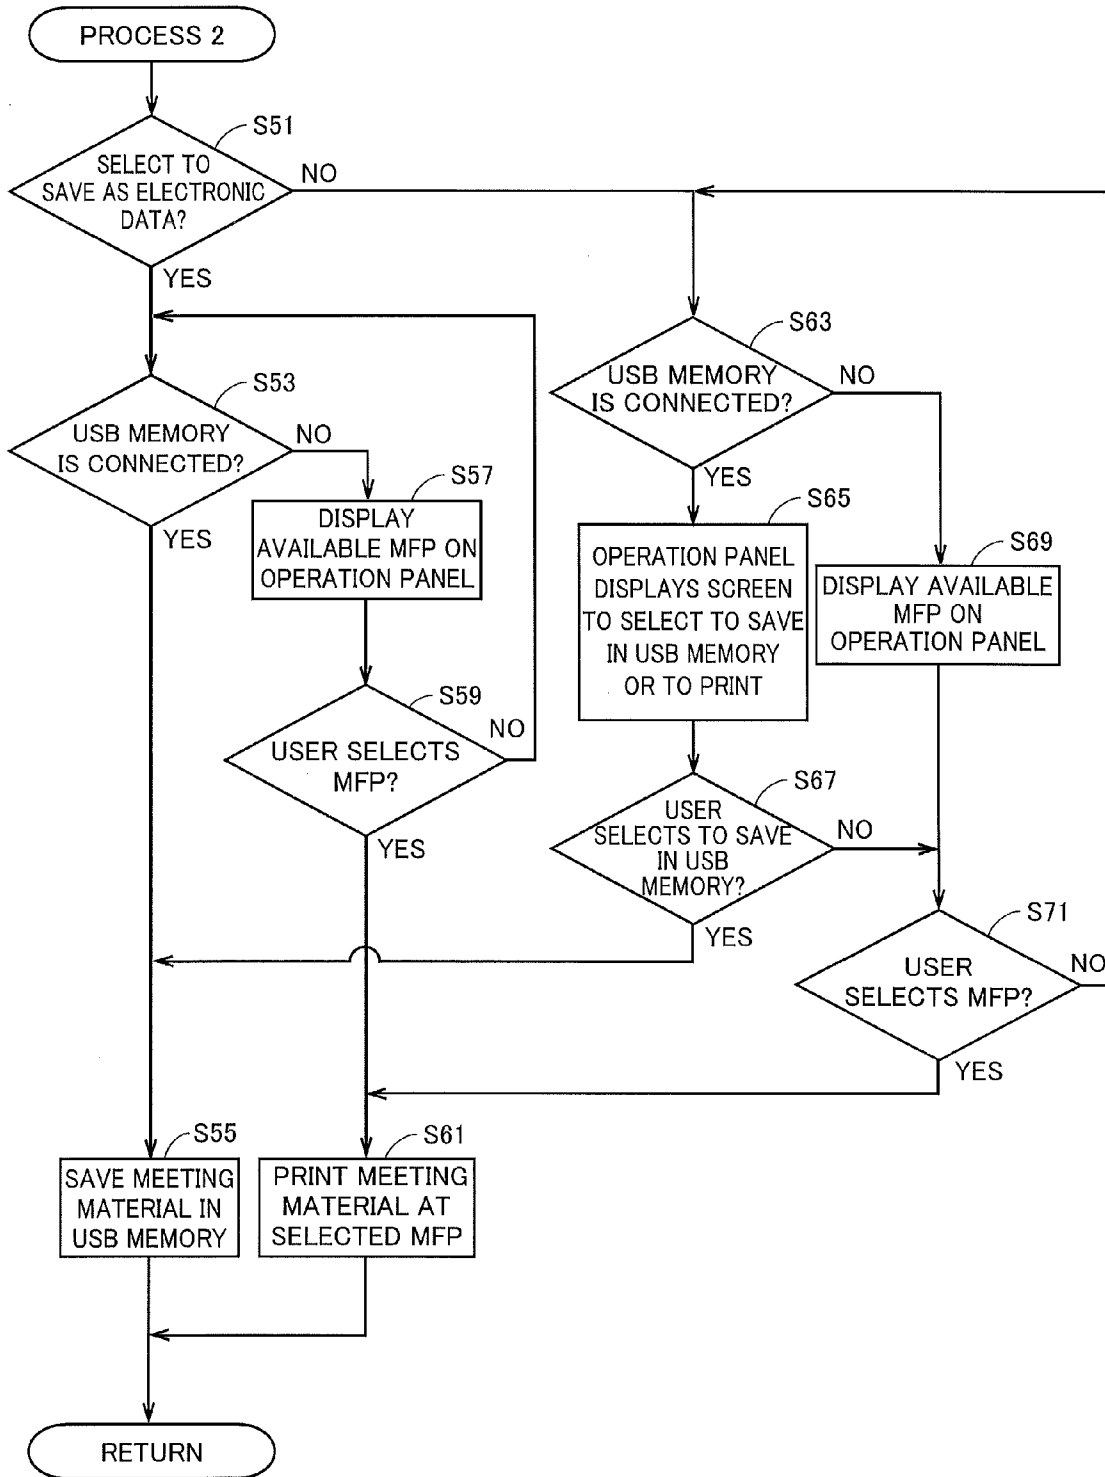 PROCESS 2
S51
SELECT TO
SAVE AS ELECTRONIC
DATA?
NO
YES
S53
USB MEMORY
IS CONNECTED?
NO
YES
S57
DISPLAY
AVAILABLE MFP ON
OPERATION PANEL
S59
USER SELECTS
MFP?
NO
YES
S63
USB MEMORY
IS CONNECTED?
NO
YES
S65
OPERATION PANEL
DISPLAYS SCREEN
TO SELECT TO SAVE
IN USB MEMORY
OR TO PRINT
S69
DISPLAY AVAILABLE
MFP ON
OPERATION PANEL
S67
USER
SELECTS TO SAVE
IN USB
MEMORY?
NO
YES
S71
USER
SELECTS MFP?
NO
YES
S55
SAVE MEETING
MATERIAL IN
USB MEMORY
S61
PRINT MEETING
MATERIAL AT
SELECTED MFP
RETURN